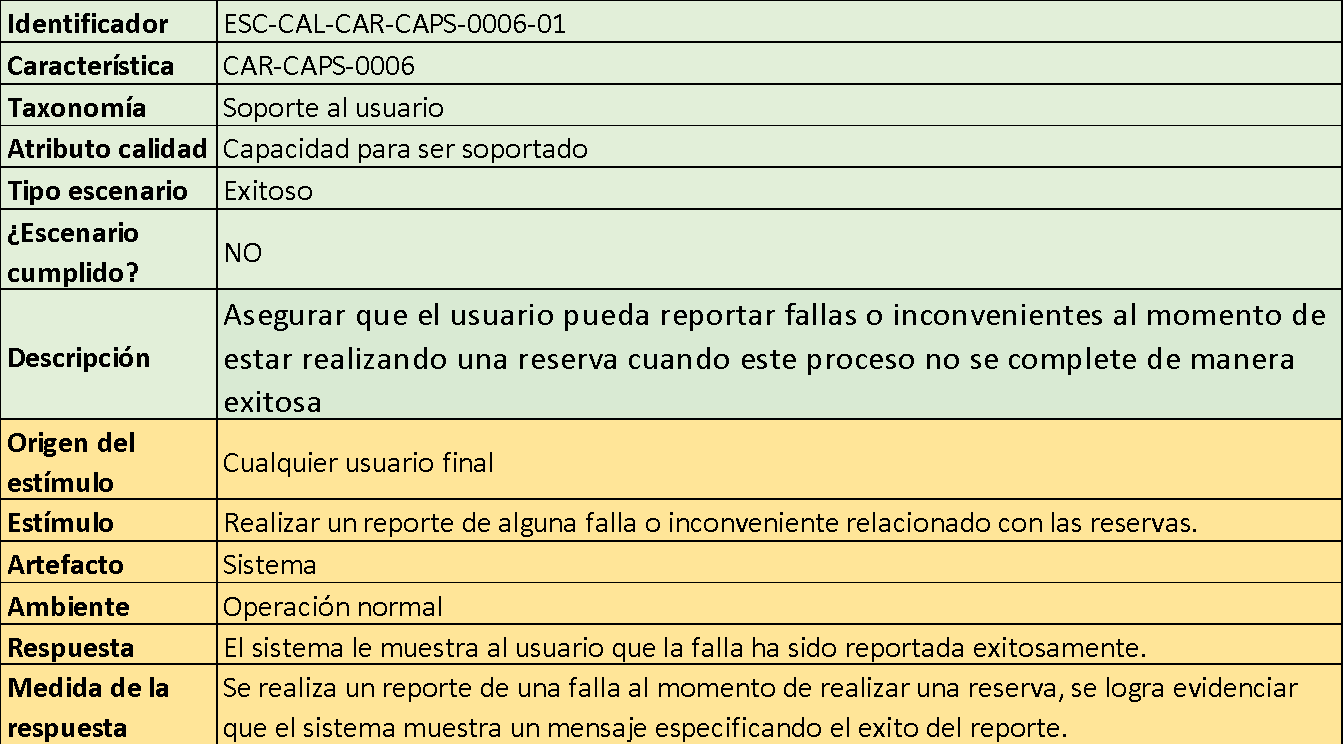 Identificador ESC-CAL-CAR-CAPS-0006-01
Característica CAR-CAPS-0006
Taxonomía Soporte al usuario
Atributo calidad Capacidad para ser soportado
Tipo escenario Exitoso
¿Escenario
cumplido? NO
Descripción Asegurar que el usuario pueda reportar fallas o inconvenientes al momento de
estar realizando una reserva cuando este proceso no se complete de manera
exitosa
Origen del
estímulo Cualquier usuario final
Estímulo Realizar un reporte de alguna falla o inconveniente relacionado con las reservas.
Artefacto Sistema
Ambiente Operación normal
Respuesta El sistema le muestra al usuario que la falla ha sido reportada exitosamente.
Medida de la Se realiza un reporte de una falla al momento de realizar una reserva, se logra evidenciar
respuesta que el sistema muestra un mensaje especificando el exito del reporte.